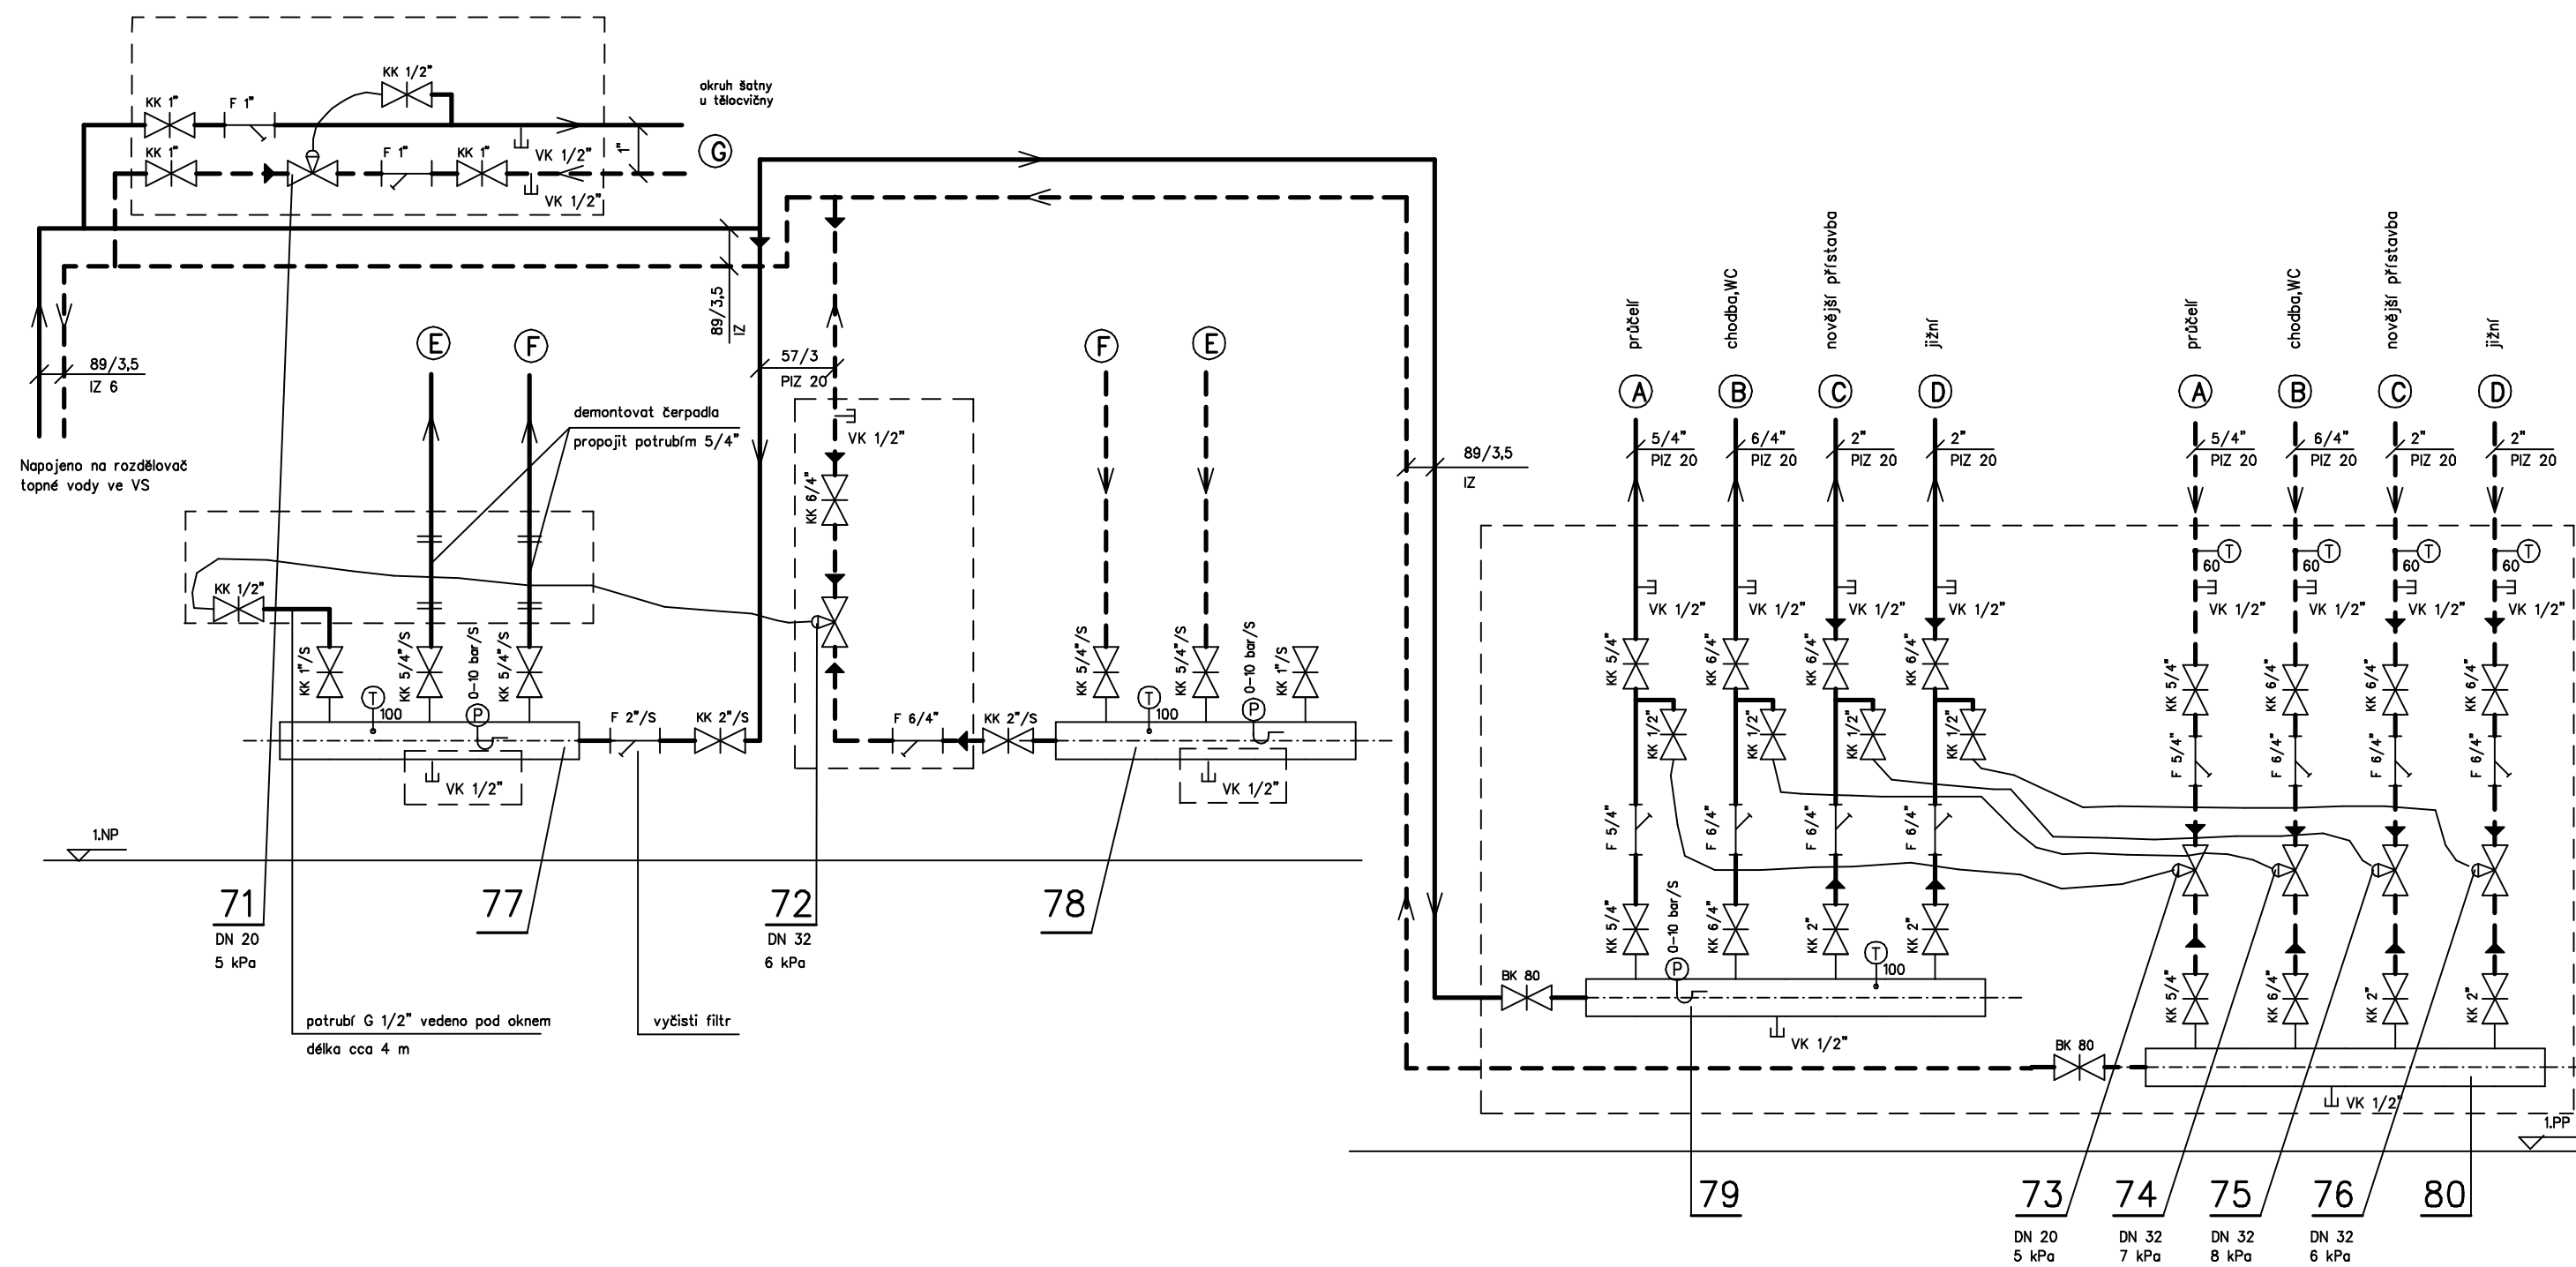 KK 1/2"
okruh šatny
u tělocvičny
KK 1"
F 1"
G
1"
VK 1/2"
KK 1"
F 1"
KK 1"
VK 1/2"
89/3,5
IZ
89/3,5
IZ 6
Napojeno na rozdělovač
topné vody ve VS
E
F
demontovat čerpadla
propojit potrubím 5/4"
57/3
PIZ 20
VK 1/2"
KK 6/4"
F
E
KK 1/2"
KK 1"/S
T
100
KK 5/4"/S
0-10 bar/S
P
KK 5/4"/S
VK 1/2"
F 2"/S
KK 2"/S
F 6/4"
KK 2"/S
KK 5/4"/S
T
100
KK 5/4"/S
0-10 bar/S
P
KK 1"/S
VK 1/2"
1.NP
71
DN 20
5 kPa
77
72
DN 32
6 kPa
78
potrubí G 1/2" vedeno pod oknem
délka cca 4 m
vyčisti filtr
89/3,5
IZ
průčelí
chodba,WC
novější přístavba
jižní
A
B
C
D
5/4"
PIZ 20
6/4"
PIZ 20
2"
PIZ 20
2"
PIZ 20
VK 1/2"
VK 1/2"
VK 1/2"
VK 1/2"
KK 5/4"
KK 6/4"
KK 6/4"
KK 6/4"
KK 1/2"
KK 1/2"
KK 1/2"
KK 1/2"
F 5/4"
F 6/4"
F 6/4"
F 6/4"
KK 5/4"
0-10 bar/S
KK 6/4"
KK 2"
KK 2"
P
T
100
BK 80
VK 1/2"
průčelí
chodba,WC
novější přístavba
jižní
A
B
C
D
5/4"
PIZ 20
6/4"
PIZ 20
2"
PIZ 20
2"
PIZ 20
T
60
T
60
T
60
T
60
VK 1/2"
VK 1/2"
VK 1/2"
VK 1/2"
KK 5/4"
KK 6/4"
KK 6/4"
KK 6/4"
F 5/4"
F 6/4"
F 6/4"
F 6/4"
KK 5/4"
KK 6/4"
KK 2"
KK 2"
BK 80
VK 1/2"
1.PP
79
73
DN 20
5 kPa
74
DN 32
7 kPa
75
DN 32
8 kPa
76
DN 32
6 kPa
80